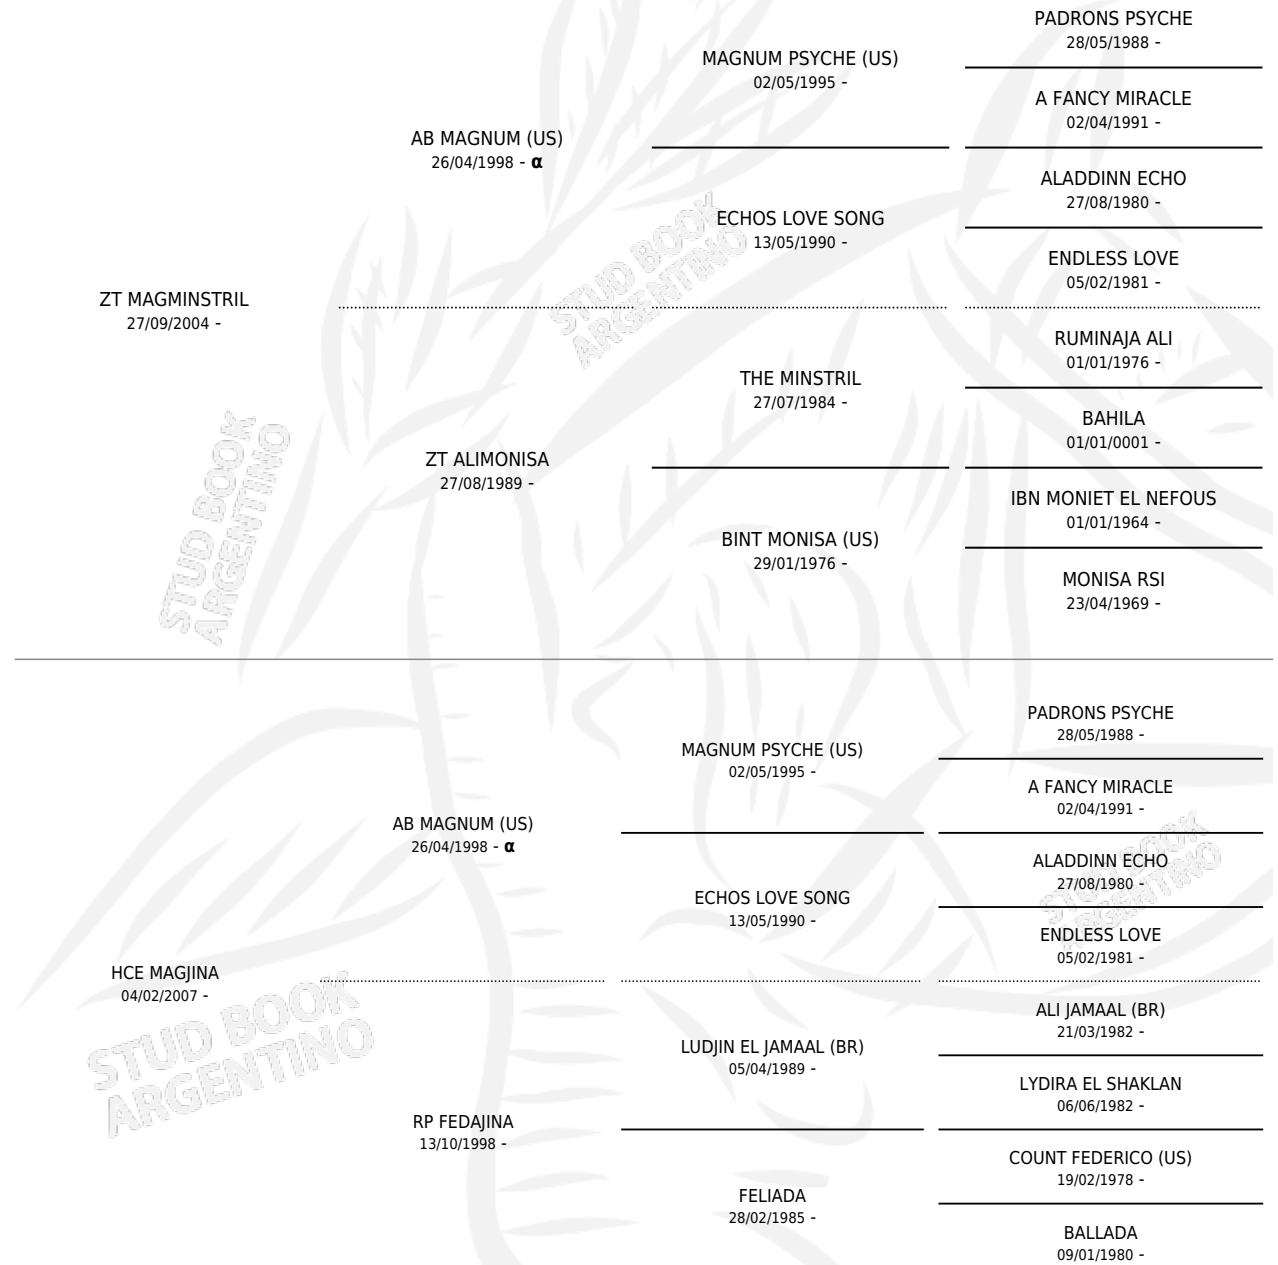 PADRONS PSYCHE
28/05/1988 -
MAGNUM PSYCHE (US)
02/05/1995 -
A FANCY MIRACLE
02/04/1991 -
AB MAGNUM (US)
26/04/1998 - α
ALADDINN ECHO
27/08/1980 -
ECHOS LOVE SONG
13/05/1990 -
ENDLESS LOVE
05/02/1981 -
ZT MAGMINSTRIL
27/09/2004 -
RUMINAJA ALI
01/01/1976 -
THE MINSTRIL
27/07/1984 -
BAHILA
01/01/0001 -
ZT ALIMONISA
27/08/1989 -
IBN MONIET EL NEFOUS
01/01/1964 -
BINT MONISA (US)
29/01/1976 -
MONISA RSI
23/04/1969 -
STUD BOOK
ARGENTINO
STUD BOOK
ARGENTINO
PADRONS PSYCHE
28/05/1988 -
MAGNUM PSYCHE (US)
02/05/1995 -
A FANCY MIRACLE
02/04/1991 -
AB MAGNUM (US)
26/04/1998 - α
ALADDINN ECHO
27/08/1980 -
ECHOS LOVE SONG
13/05/1990 -
ENDLESS LOVE
05/02/1981 -
HCE MAGJINA
04/02/2007 -
ALI JAMAAL (BR)
21/03/1982 -
LUDJIN EL JAMAAL (BR)
05/04/1989 -
LYDIRA EL SHAKLAN
06/06/1982 -
RP FEDAJINA
13/10/1998 -
COUNT FEDERICO (US)
19/02/1978 -
FELIADA
28/02/1985 -
BALLADA
09/01/1980 -
STUD BOOK
ARGENTINO
STUD BOOK
ARGENTINO